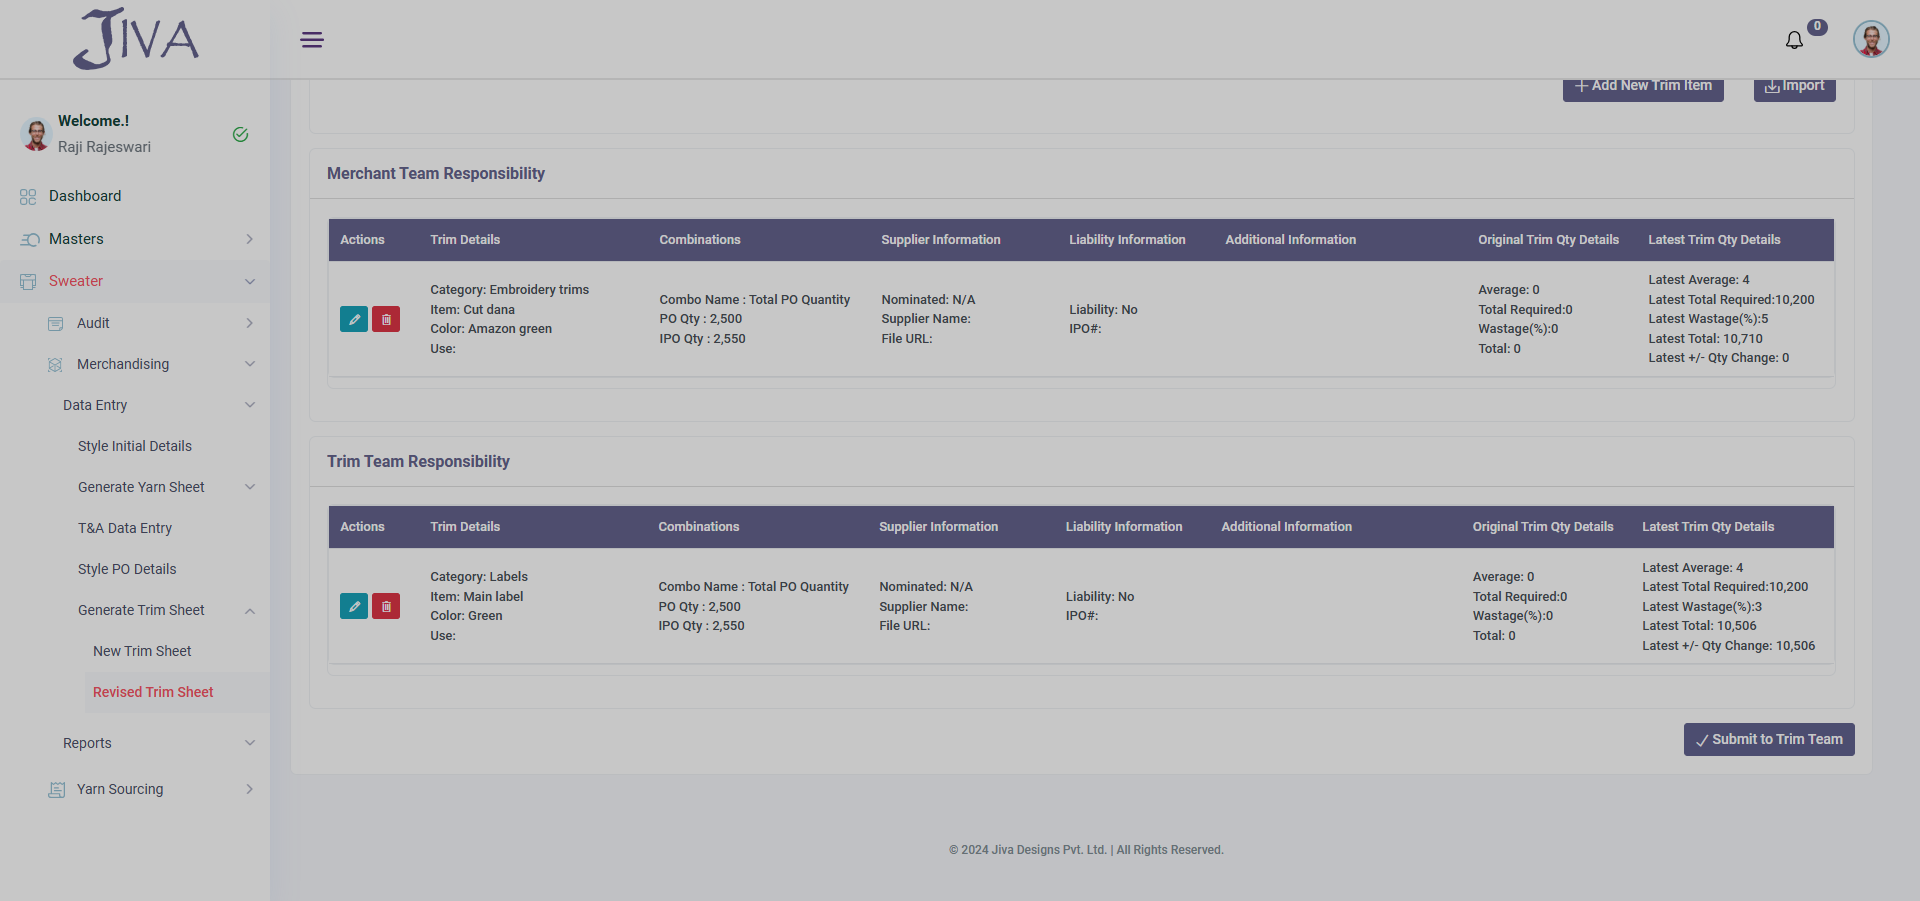 JIVA
0
Welcome.!
Raji Rajeswari
Dashboard
Masters
Sweater
Audit
Merchandising
Data Entry
Style Initial Details
Generate Yarn Sheet
T&A Data Entry
Style PO Details
Generate Trim Sheet
New Trim Sheet
Revised Trim Sheet
Reports
Yarn Sourcing
Add New Trim Item
Import
Merchant Team Responsibility
Actions Trim Details Combinations Supplier Information Liability Information Additional Information Original Trim Qty Details Latest Trim Qty Details
Category: Embroidery trims
Item: Cut dana
Color: Amazon green
Use:
Combo Name : Total PO Quantity
PO Qty : 2,500
IPO Qty : 2,550
Nominated: N/A
Supplier Name:
File URL:
Liability: No
IPO#:
Average: 0
Total Required:0
Wastage(%):0
Total: 0
Latest Average: 4
Latest Total Required:10,200
Latest Wastage(%):5
Latest Total: 10,710
Latest +/- Qty Change: 0
Trim Team Responsibility
Actions Trim Details Combinations Supplier Information Liability Information Additional Information Original Trim Qty Details Latest Trim Qty Details
Category: Labels
Item: Main label
Color: Green
Use:
Combo Name : Total PO Quantity
PO Qty : 2,500
IPO Qty : 2,550
Nominated: N/A
Supplier Name:
File URL:
Liability: No
IPO#:
Average: 0
Total Required:0
Wastage(%):0
Total: 0
Latest Average: 4
Latest Total Required:10,200
Latest Wastage(%):3
Latest Total: 10,506
Latest +/- Qty Change: 10,506
Submit to Trim Team
© 2024 Jiva Designs Pvt. Ltd. | All Rights Reserved.